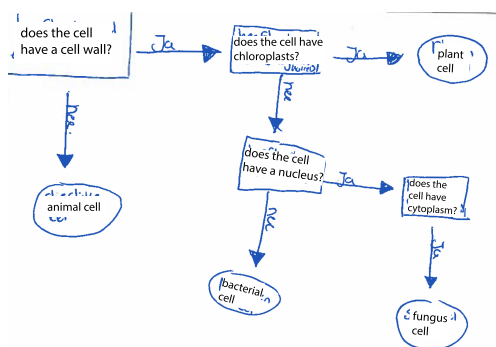 does the cell
have a cell wall?
Ja
does the cell have
chloroplasts?
Ja
plant
cell
nee
nee
does the cell
have a nucleus?
Ja
does the
cell have
cytoplasm?
animal cell
nee
Ja
bacterial
cell
fungus
cell